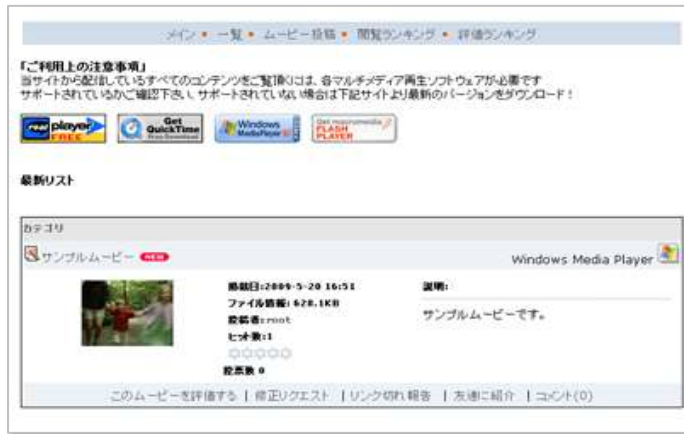 メイン • 一覧 • ムービー投稿 • 閲覧ランキング • 評価ランキング
「ご利用上の注意事項」
当サイトから配信しているすべてのコンテンツをご覧頂くには、各マルチメディア再生ソフトウェアが必要です
サポートされているかご確認下さい。サポートされていない場合は下記サイトより最新のバージョンをダウンロード！
real player FREE
Get QuickTime Free Download
Windows Media Player
Get macromedia FLASH PLAYER
最新リスト
カテゴリ
サンプルムービー NEW
Windows Media Player
掲載日:2009-5-20 16:51
ファイル情報: 628.1KB
投稿者:root
ヒット数:1
投票数 0
説明:
サンプルムービーです。
このムービーを評価する | 修正リクエスト | リンク切れ報告 | 友達に紹介 | コメント(0)